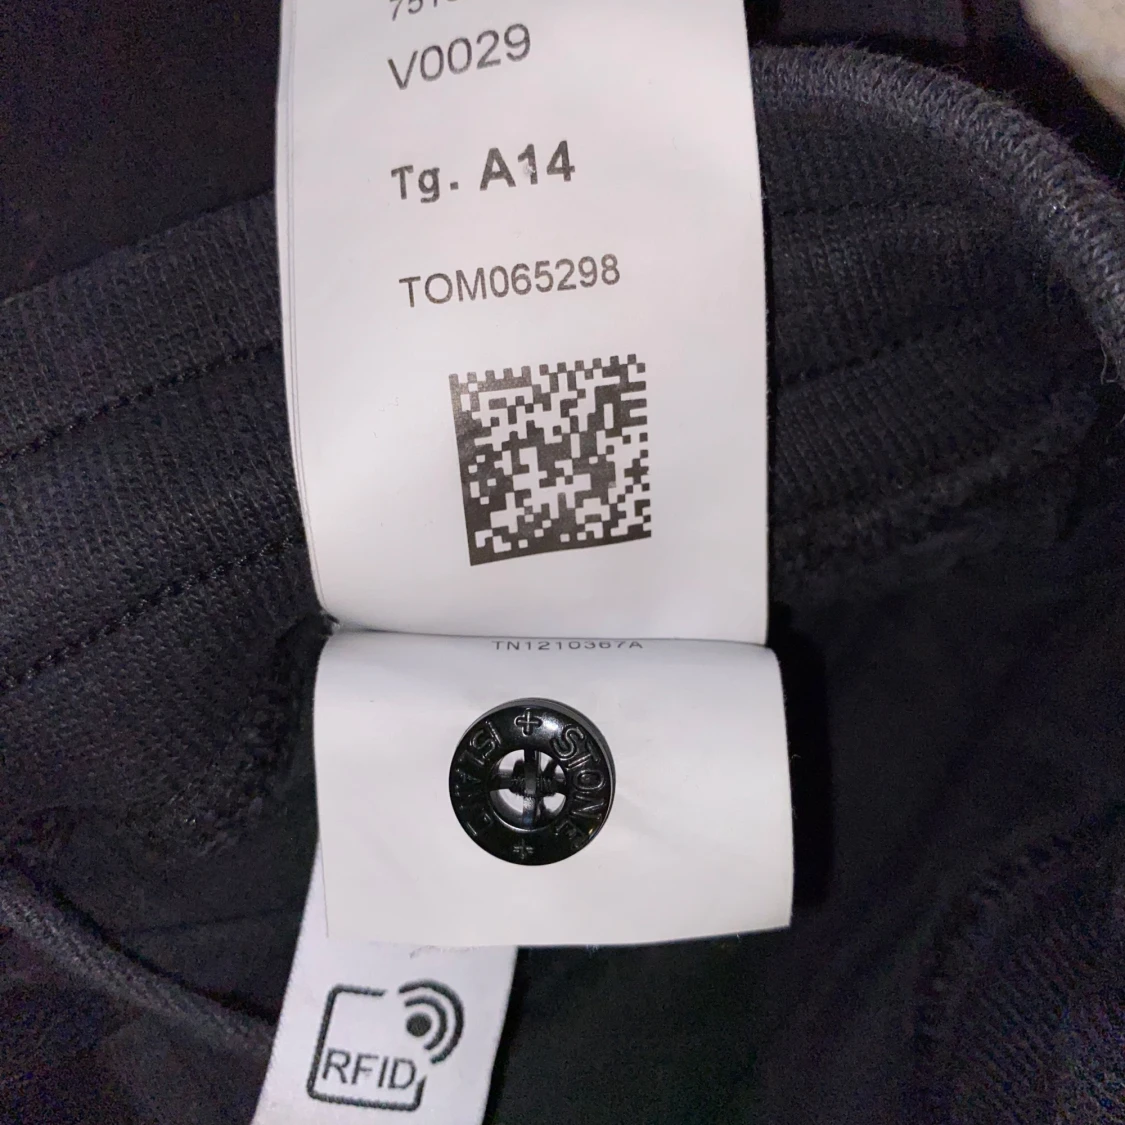 V0029
Tg. A14
TOM065298
TN1210367A
STONE ISLAND
RFID